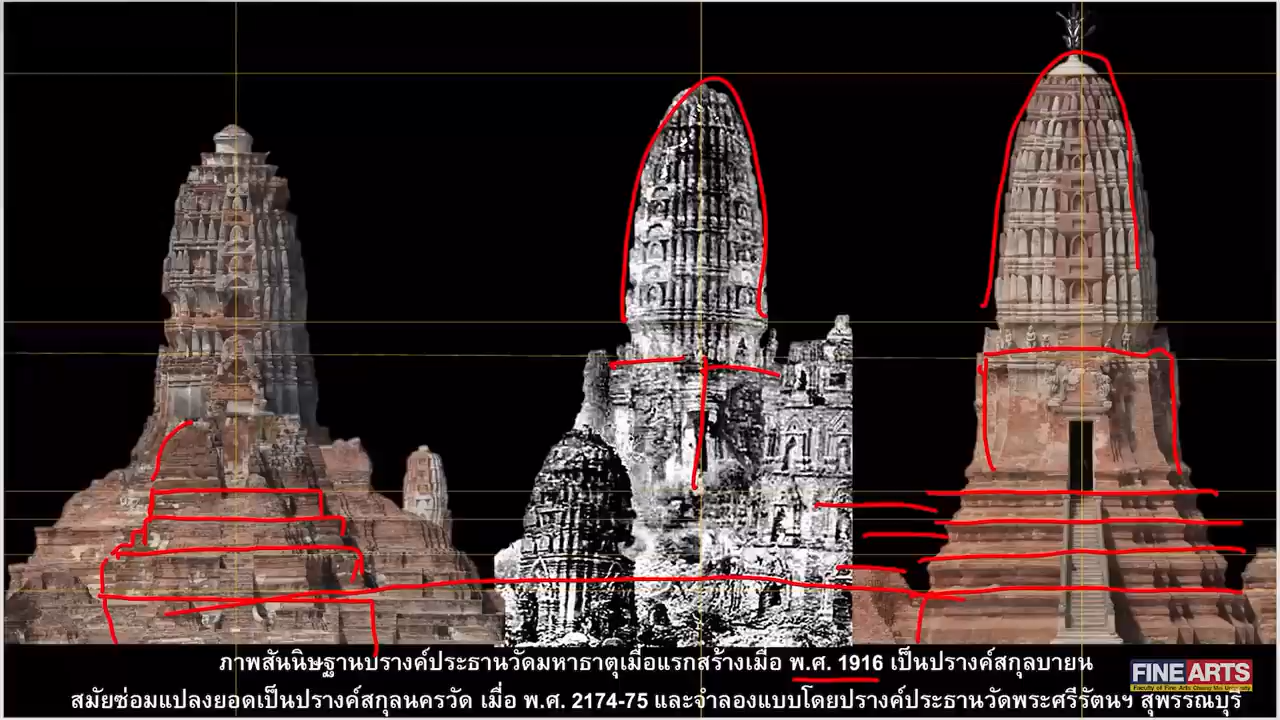 ภาพสันนิษฐานปรางค์ประธานวัดมหาธาตุเมื่อแรกสร้างเมื่อ พ.ศ. 1916 เป็นปรางค์สกุลบายน
สมัยซ่อมแปลงยอดเป็นปรางค์สกุลนครวัด เมื่อ พ.ศ. 2174-75 และจำลองแบบโดยปรางค์ประธานวัดพระศรีรัตนฯ สุพรรณบุรี
FINE ARTS
Faculty of Fine Arts Chiang Mai University